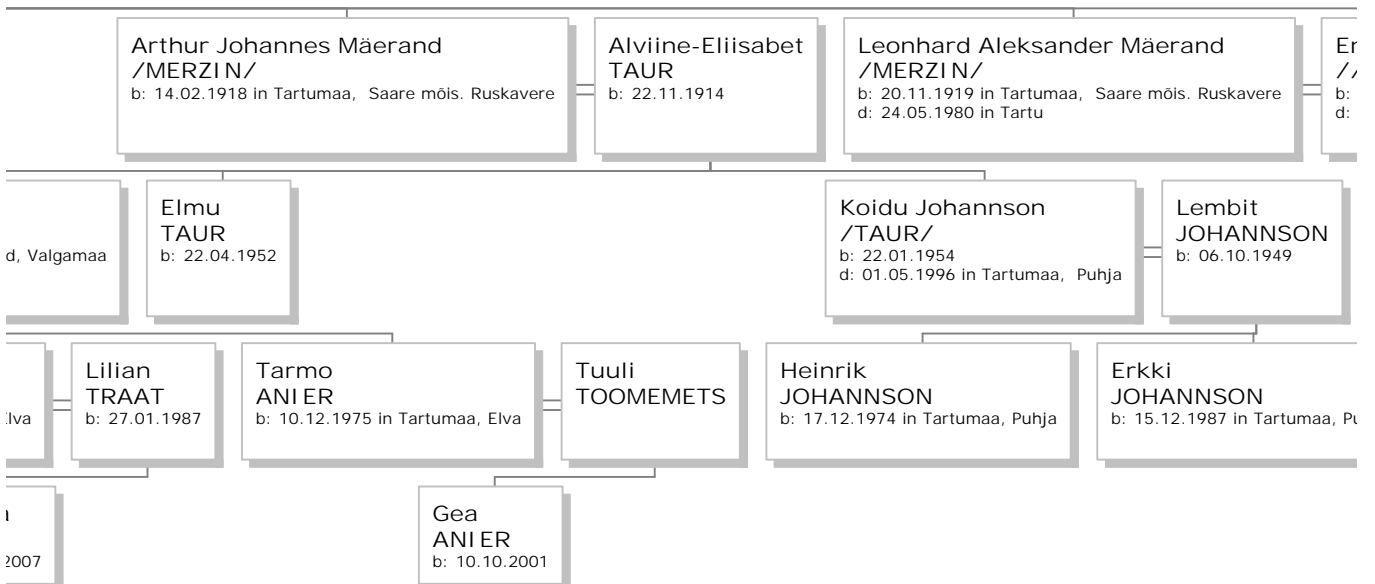 Arthur Johannes Mäerand
/MERZIN/
b: 14.02.1918 in Tartumaa, Saare mõis. Ruskavere
Alviine-Eliisabet
TAUR
b: 22.11.1914
Leonhard Aleksander Mäerand
/MERZIN/
b: 20.11.1919 in Tartumaa, Saare mõis. Ruskavere
d: 24.05.1980 in Tartu
b:
d:
d, Valgamaa
Elmu
TAUR
b: 22.04.1952
Koidu Johannson
/TAUR/
b: 22.01.1954
d: 01.05.1996 in Tartumaa, Puhja
Lembit
JOHANNSON
b: 06.10.1949
Lilian
TRAAT
b: 27.01.1987
Tarmo
ANIER
b: 10.12.1975 in Tartumaa, Elva
Tuuli
TOOMEMETS
Heinrik
JOHANNSON
b: 17.12.1974 in Tartumaa, Puhja
Erkki
JOHANNSON
b: 15.12.1987 in Tartumaa,
2007
Gea
ANIER
b: 10.10.2001